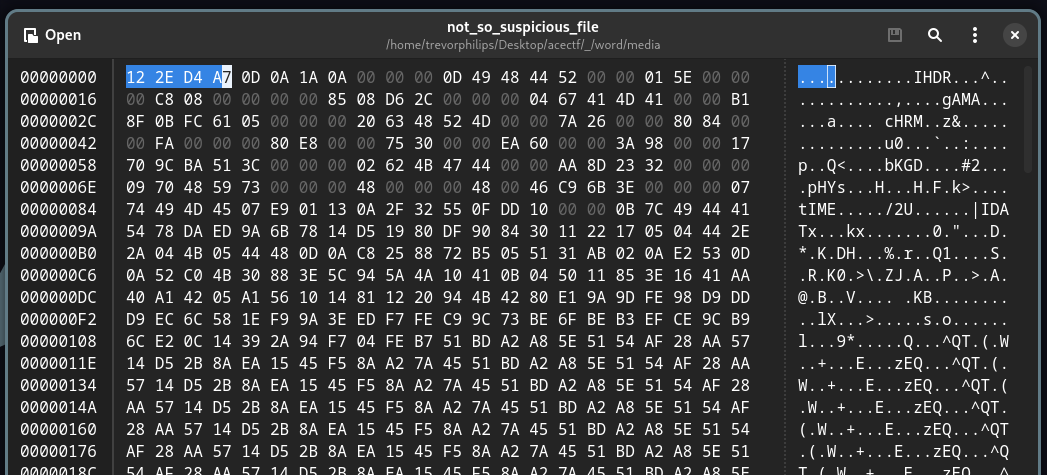 Open
not_so_suspicious_file
/home/trevorphilips/Desktop/acectf/_/word/media
00000000 12 2E D4 A7 0D 0A 1A 0A 00 00 00 0D 49 48 44 52 00 00 01 5E 00 00 ............IHDR...^..
00000016 00 C8 08 00 00 00 00 85 08 D6 2C 00 00 00 04 67 41 4D 41 00 00 B1 ..........,....gAMA...
0000002C 8F 0B FC 61 05 00 00 00 20 63 48 52 4D 00 00 7A 26 00 00 80 84 00 ...a.... cHRM..z&.....
00000042 00 FA 00 00 00 80 E8 00 00 75 30 00 00 EA 60 00 00 3A 98 00 00 17 .........u0...`..:....
00000058 70 9C BA 51 3C 00 00 00 02 62 4B 47 44 00 00 AA 8D 23 32 00 00 00 p..Q<....bKGD....#2...
0000006E 09 70 48 59 73 00 00 00 48 00 00 00 48 00 46 C9 6B 3E 00 00 00 07 .pHYs...H...H.F.k>....
00000084 74 49 4D 45 07 E9 01 13 0A 2F 32 55 0F DD 10 00 00 0B 7C 49 44 41 tIME...../2U......|IDA
0000009A 54 78 DA ED 9A 6B 78 14 D5 19 80 DF 90 84 30 11 22 17 05 04 44 2E Tx...kx.......0."...D.
000000B0 2A 04 4B 05 44 48 0D 0A C8 25 88 72 B5 05 51 31 AB 02 0A E2 53 0D *.K.DH...%.r..Q1....S.
000000C6 0A 52 C0 4B 30 88 3E 5C 94 5A 4A 10 41 0B 04 50 11 85 3E 16 41 AA .R.K0.>\.ZJ.A..P..>.A.
000000DC 40 A1 42 05 A1 56 10 14 81 12 20 94 4B 42 80 E1 9A 9D FE 98 D9 DD @.B..V.... .KB........
000000F2 D9 EC 6C 58 1E F9 9A 3E ED F7 FE C9 9C 73 BE 6F BE B3 EF CE 9C B9 ..lX...>.....s.o......
00000108 6C E2 0C 14 39 2A 94 F7 04 FE B7 51 BD A2 A8 5E 51 54 AF 28 AA 57 l...9*.....Q...^QT.(.W
0000011E 14 D5 2B 8A EA 15 45 F5 8A A2 7A 45 51 BD A2 A8 5E 51 54 AF 28 AA ..+...E...zEQ...^QT.(.
00000134 57 14 D5 2B 8A EA 15 45 F5 8A A2 7A 45 51 BD A2 A8 5E 51 54 AF 28 W..+...E...zEQ...^QT.(
0000014A AA 57 14 D5 2B 8A EA 15 45 F5 8A A2 7A 45 51 BD A2 A8 5E 51 54 AF .W..+...E...zEQ...^QT.
00000160 28 AA 57 14 D5 2B 8A EA 15 45 F5 8A A2 7A 45 51 BD A2 A8 5E 51 54 (.W..+...E...zEQ...^QT
00000176 AF 28 AA 57 14 D5 2B 8A EA 15 45 F5 8A A2 7A 45 51 BD A2 A8 5E 51 .(.W..+...E...zEQ...^Q
0000018C 54 AF 28 AA 57 14 D5 2B 8A EA 15 45 F5 8A A2 7A 45 51 BD A2 A8 5E T.(.W..+...E...zEQ...^